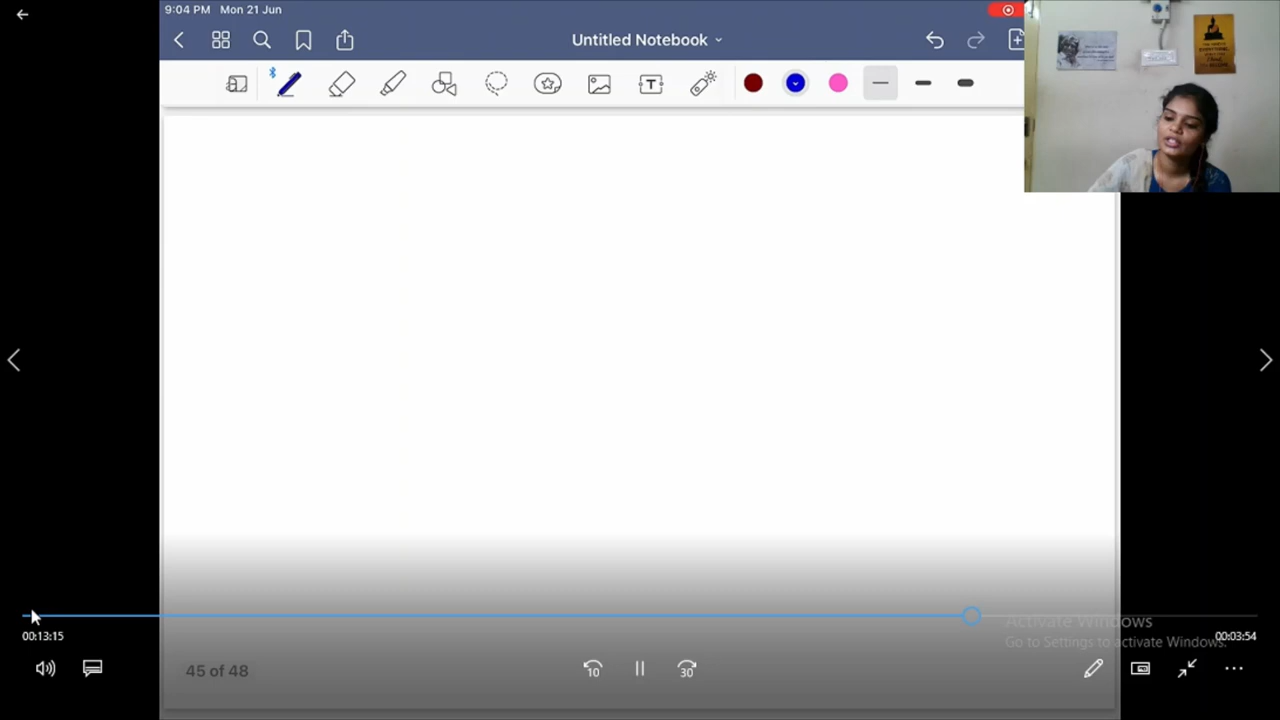 9:04 PM Mon 21 Jun
Untitled Notebook
T
00:13:15
00:03:54
Activate Windows
Go to Settings to activate Windows.
45 of 48
10
30